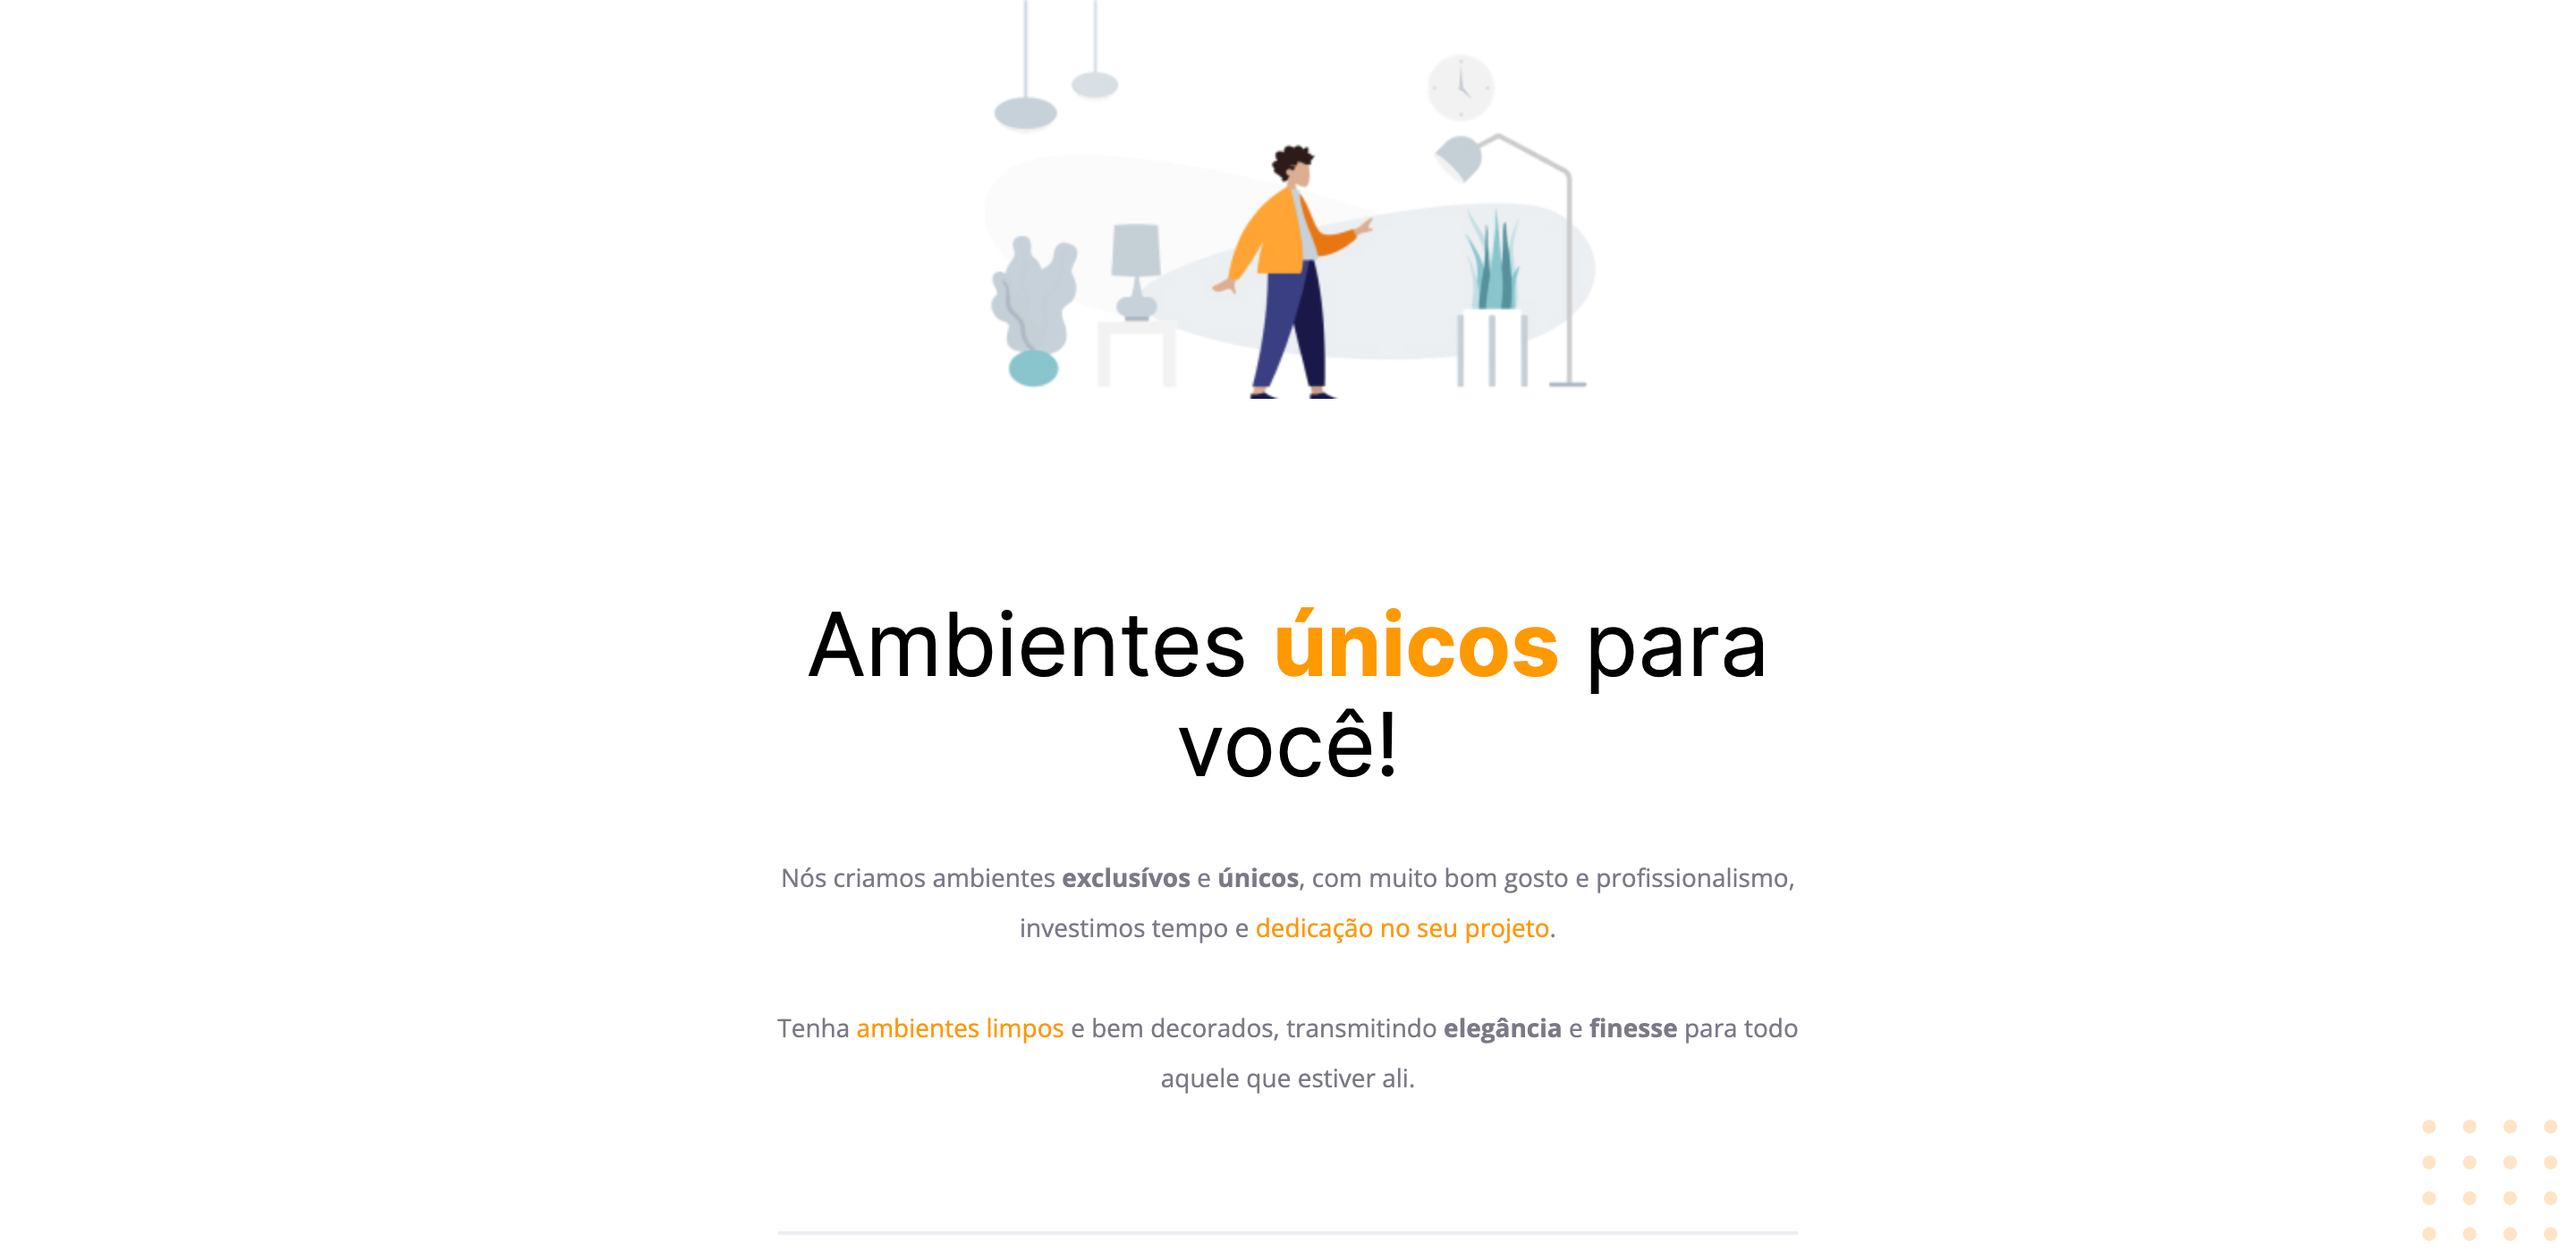 Ambientes únicos para
você!
Nós criamos ambientes exclusívos e únicos, com muito bom gosto e profissionalismo,
investimos tempo e dedicação no seu projeto.
Tenha ambientes limpos e bem decorados, transmitindo elegância e finesse para todo
aquele que estiver ali.